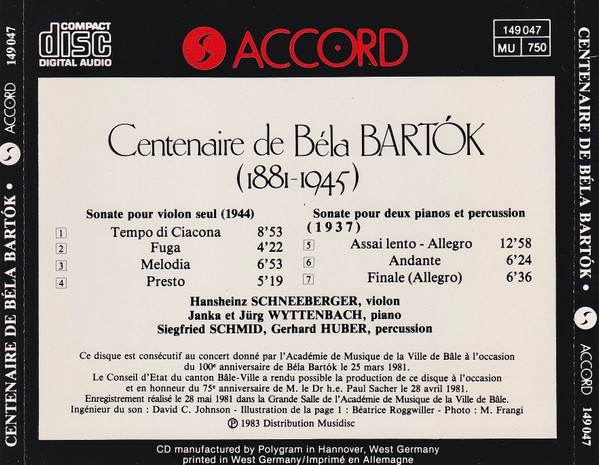 COMPACT
disc
DIGITAL AUDIO
ACCORD
149 047
MU 750
CENTENAIRE DE BÉLA BARTÓK • ACCORD 149 047
Centenaire de Béla BARTÓK
(1881-1945)
Sonate pour violon seul (1944)
1 Tempo di Ciacona 8'53
2 Fuga 4'22
3 Melodia 6'53
4 Presto 5'19
Sonate pour deux pianos et percussion
(1937)
5 Assai lento - Allegro 12'58
6 Andante 6'24
7 Finale (Allegro) 6'36
Hansheinz SCHNEEBERGER, violon
Janka et Jürg WYTTENBACH, piano
Siegfried SCHMID, Gerhard HUBER, percussion
Ce disque est consécutif au concert donné par l'Académie de Musique de la Ville de Bâle à l'occasion
du 100e anniversaire de Béla Bartók le 25 mars 1981.
Le Conseil d'Etat du canton Bâle-Ville a rendu possible la production de ce disque à l'occasion
et en honneur du 75e anniversaire de M. le Dr h.e. Paul Sacher le 28 avril 1981.
Enregistrement réalisé le 28 mai 1981 dans la Grande Salle de l'Académie de Musique de la Ville de Bâle.
Ingénieur du son : David C. Johnson - Illustration de la page 1 : Béatrice Roggwiller - Photo : M. Frangi
℗ 1983 Distribution Musidisc
CD manufactured by Polygram in Hannover, West Germany
printed in West Germany/Imprimé en Allemagne
CENTENAIRE DE BÉLA BARTÓK • ACCORD 149 047